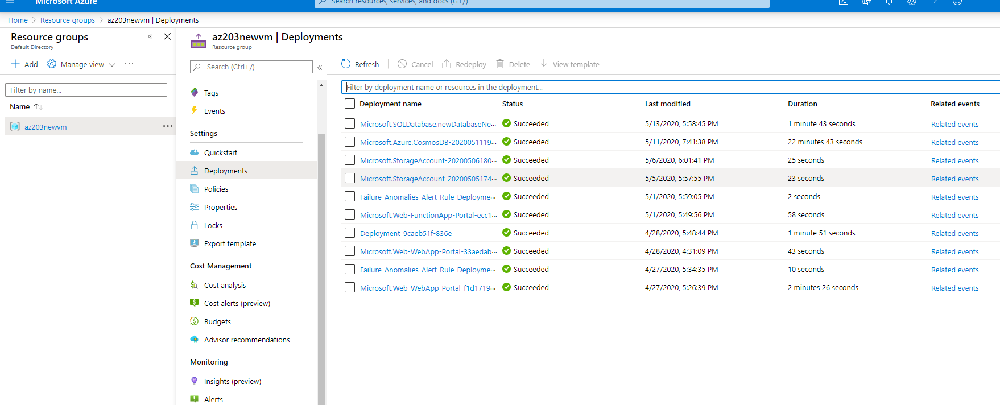 Microsoft Azure
Search resources, services, and docs (G+/)
Home > Resource groups > az203newvm | Deployments
Resource groups
Default Directory
Add Manage view
Filter by name...
Name
az203newvm
az203newvm | Deployments
Resource group
Search (Ctrl+/)
Tags
Events
Settings
Quickstart
Deployments
Policies
Properties
Locks
Export template
Cost Management
Cost analysis
Cost alerts (preview)
Budgets
Advisor recommendations
Monitoring
Insights (preview)
Alerts
Refresh Cancel Redeploy Delete View template
Filter by deployment name or resources in the deployment...
Deployment name Status Last modified Duration Related events
Microsoft.SQLDatabase.newDatabaseNe... Succeeded 5/13/2020, 5:58:45 PM 1 minute 43 seconds Related events
Microsoft.Azure.CosmosDB-2020051119... Succeeded 5/11/2020, 7:41:38 PM 22 minutes 43 seconds Related events
Microsoft.StorageAccount-20200506180... Succeeded 5/6/2020, 6:01:41 PM 25 seconds Related events
Microsoft.StorageAccount-20200505174... Succeeded 5/5/2020, 5:57:55 PM 23 seconds Related events
Failure-Anomalies-Alert-Rule-Deployme... Succeeded 5/1/2020, 5:59:05 PM 2 seconds Related events
Microsoft.Web-FunctionApp-Portal-ecc1... Succeeded 5/1/2020, 5:49:56 PM 58 seconds Related events
Deployment_9caeb51f-836e Succeeded 4/28/2020, 5:48:44 PM 1 minute 51 seconds Related events
Microsoft.Web-WebApp-Portal-33aedab... Succeeded 4/28/2020, 4:31:09 PM 43 seconds Related events
Failure-Anomalies-Alert-Rule-Deployme... Succeeded 4/27/2020, 5:34:35 PM 10 seconds Related events
Microsoft.Web-WebApp-Portal-f1d1719... Succeeded 4/27/2020, 5:26:39 PM 2 minutes 26 seconds Related events